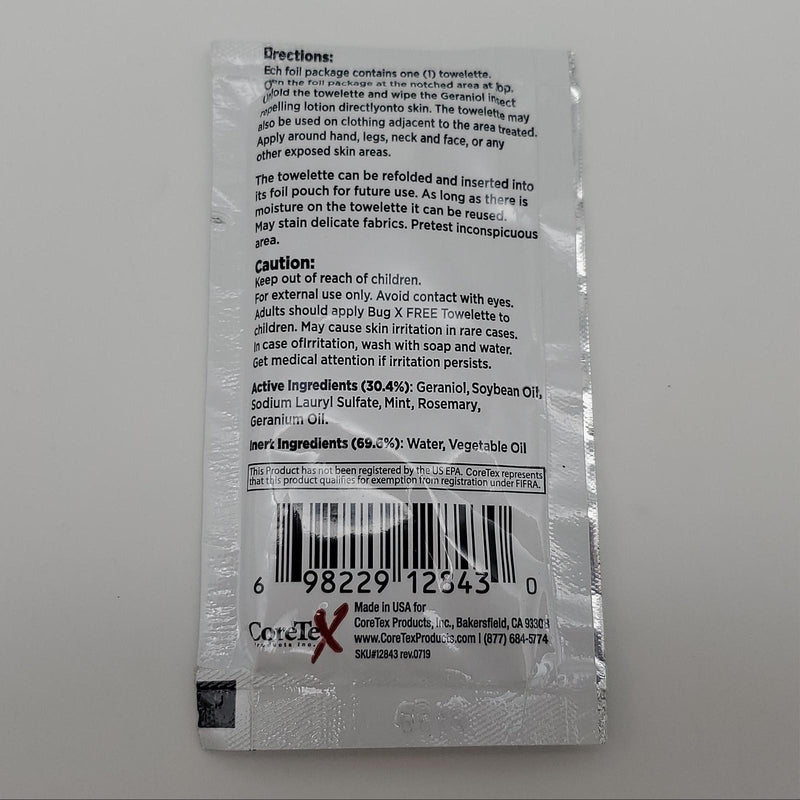 Directions:
Each foil package contains one (1) towelette.
Open the foil package at the notched area at top.
Unfold the towelette and wipe the Geraniol insect
repelling lotion directlyonto skin. The towelette may
also be used on clothing adjacent to the area treated.
Apply around hand, legs, neck and face, or any
other exposed skin areas.
The towelette can be refolded and inserted into
its foil pouch for future use. As long as there is
moisture on the towelette it can be reused.
May stain delicate fabrics. Pretest inconspicuous
area.
Caution:
Keep out of reach of children.
For external use only. Avoid contact with eyes.
Adults should apply Bug X FREE Towelette to
children. May cause skin irritation in rare cases.
In case ofIrritation, wash with soap and water.
Get medical attention if irritation persists.
Active Ingredients (30.4%): Geraniol, Soybean Oil,
Sodium Lauryl Sulfate, Mint, Rosemary,
Geranium Oil.
Inert Ingredients (69.6%): Water, Vegetable Oil
This Product has not been registered by the US EPA. CoreTex represents
that this product qualifies for exemption from registration under FIFRA.
6 98229 12843 0
CoreTeX
Products Inc.
Made in USA for
CoreTex Products, Inc., Bakersfield, CA 93308
www.CoreTexProducts.com | (877) 684-5774
SKU#12843 rev.0719